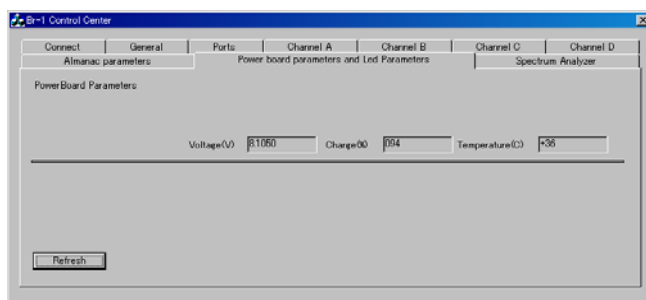 Br-1 Control Center
Connect General Ports Channel A Channel B Channel C Channel D
Almanac parameters Power board parameters and Led Parameters Spectrum Analyzer
PowerBoard Parameters
Voltage(V) 8.1050 Charge(%) 094 Temperature(C) +36
Refresh